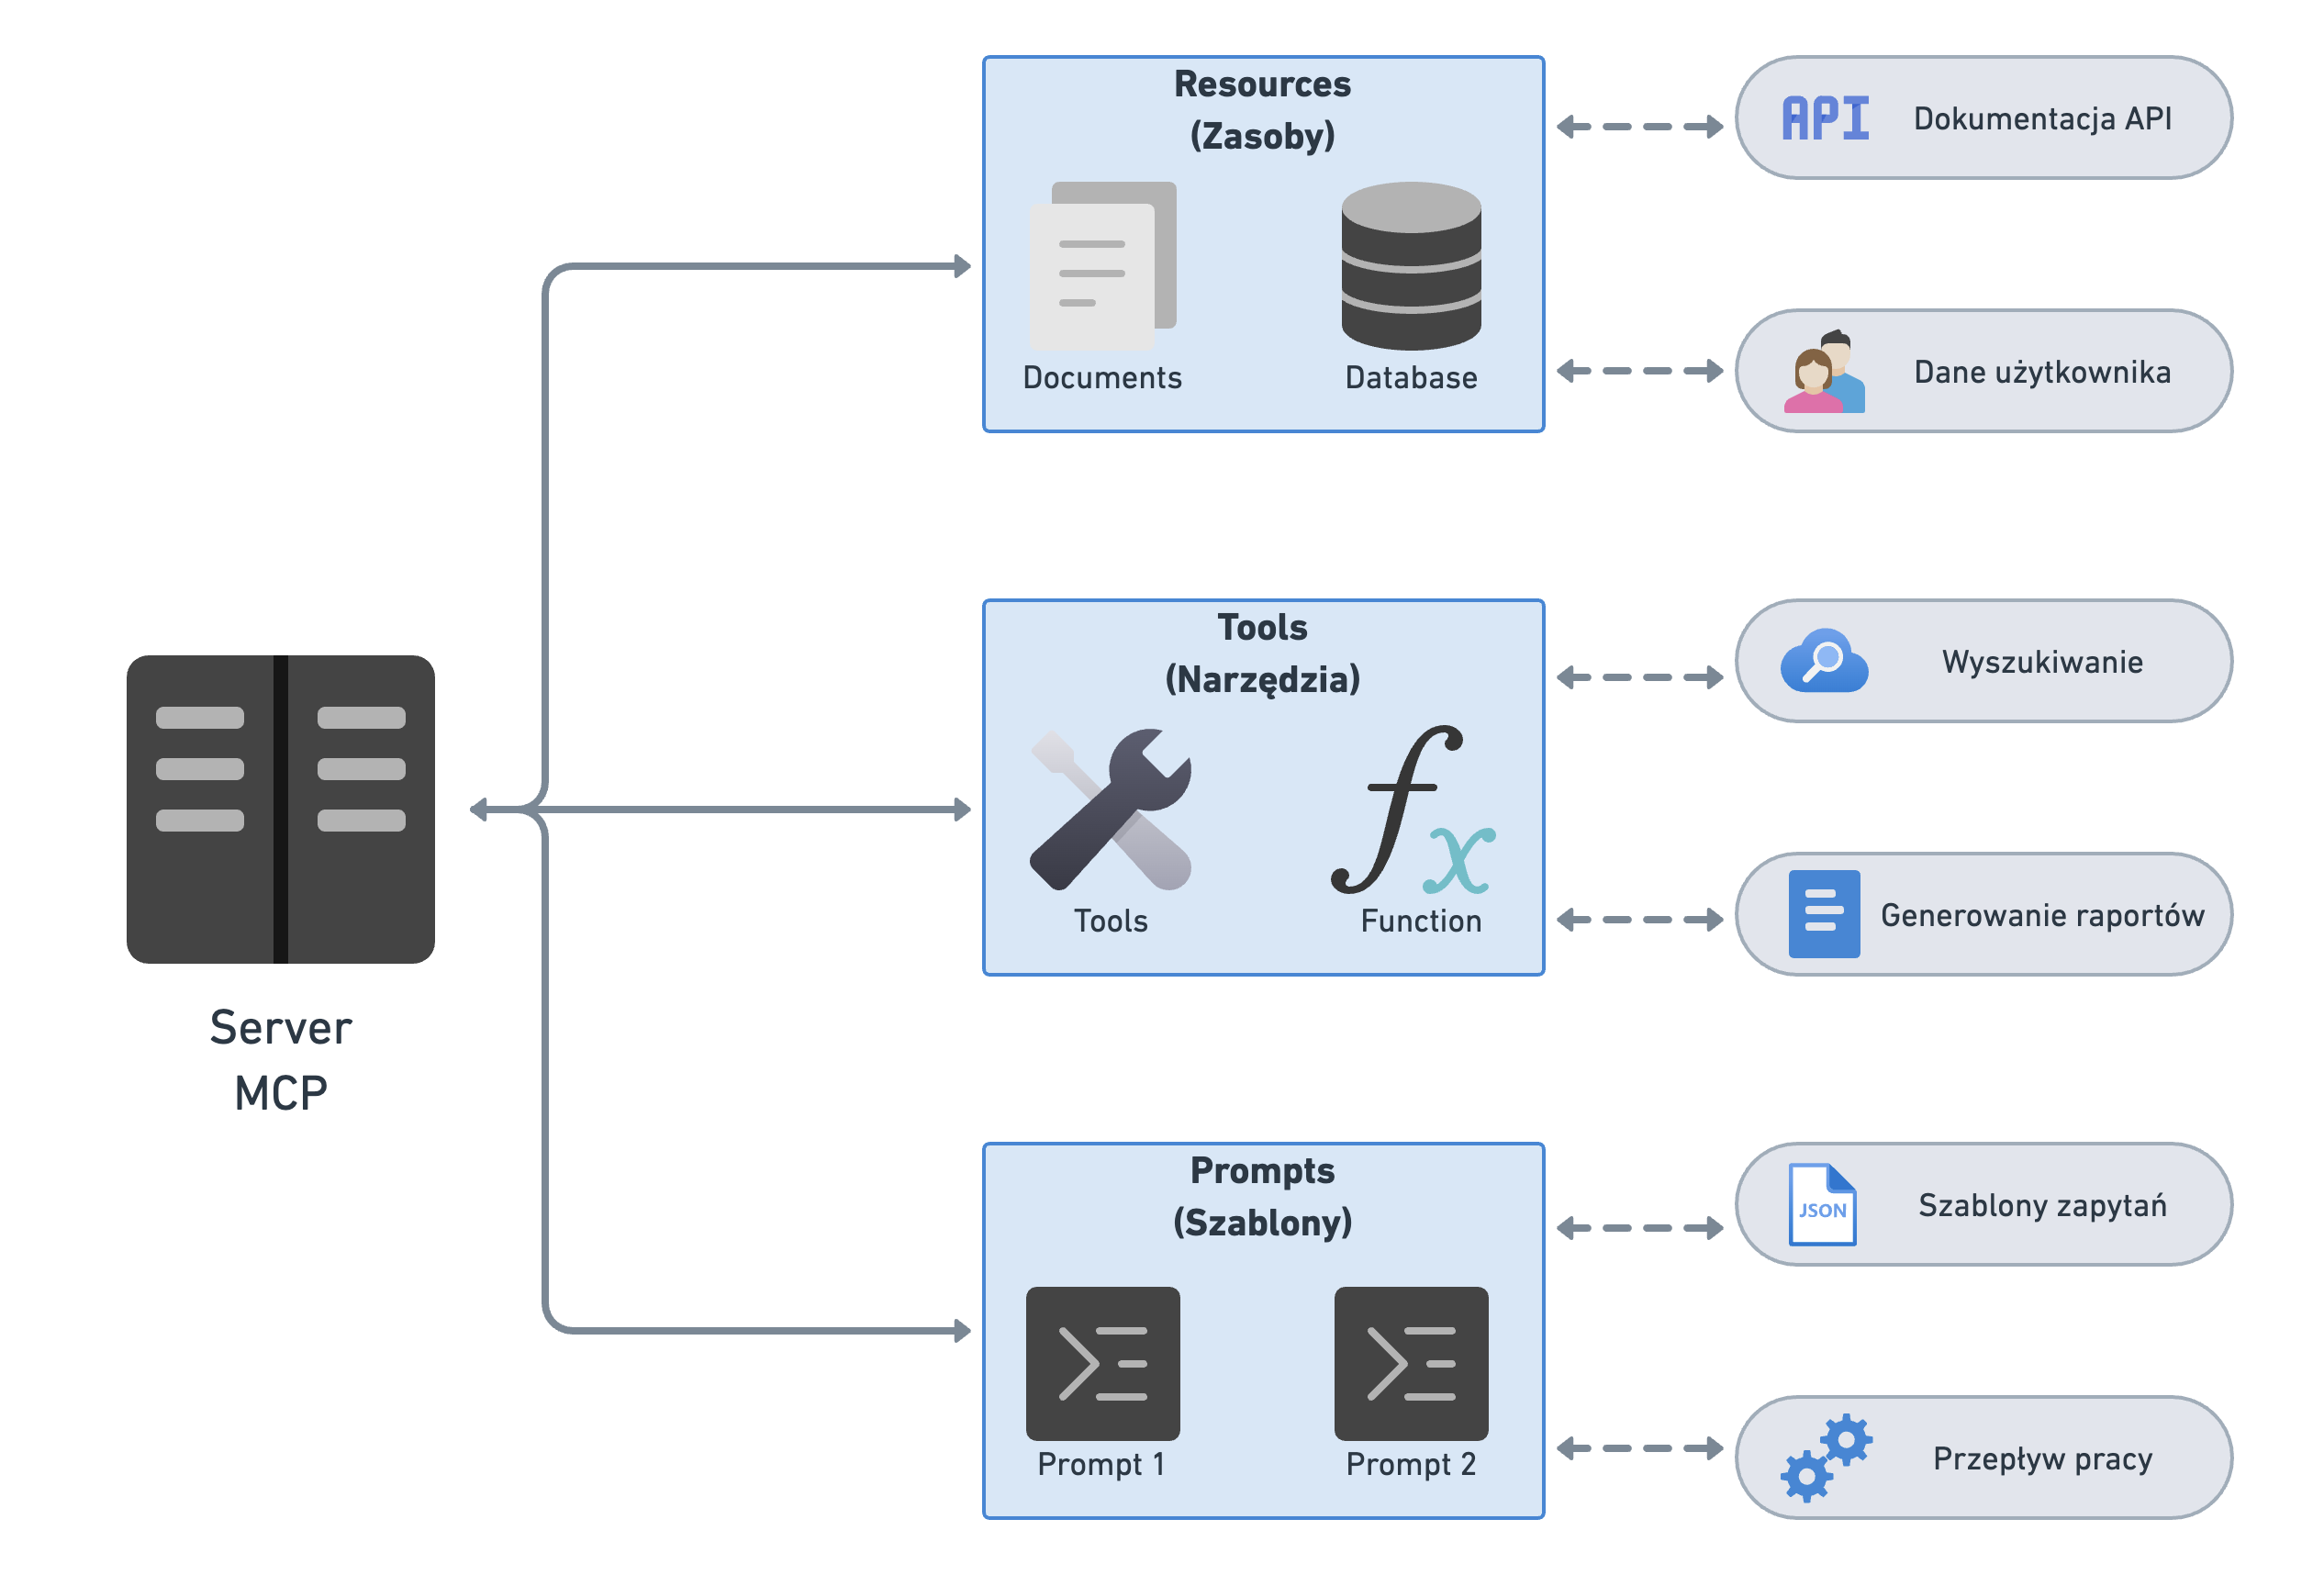 Server
MCP
Resources
(Zasoby)
Documents
Database
API
Dokumentacja API
Dane użytkownika
Tools
(Narzędzia)
fx
Tools
Function
Wyszukiwanie
Generowanie raportów
Prompts
(Szablony)
Prompt 1
Prompt 2
JSON
Szablony zapytań
Przepływ pracy